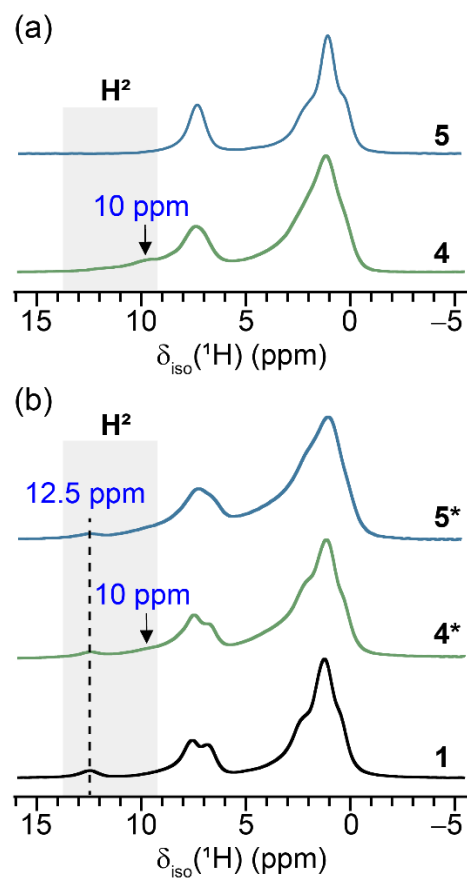 (a)
H²
5
10 ppm
4
15 10 5 0 –5
δiso(¹H) (ppm)
(b)
H²
12.5 ppm
5*
10 ppm
4*
1
15 10 5 0 –5
δiso(¹H) (ppm)